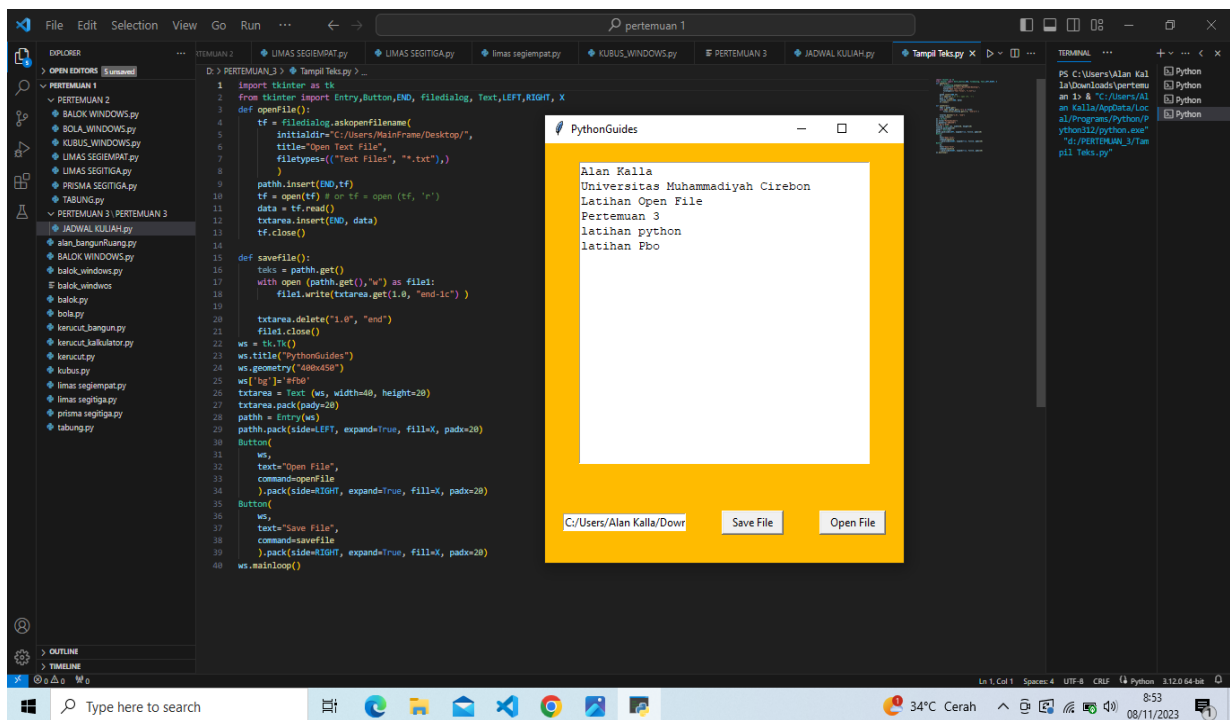 File Edit Selection View Go Run ··· pertemuan 1
EXPLORER ···
> OPEN EDITORS 5 unsaved
PERTEMUAN 1
PERTEMUAN 2
BALOK WINDOWS.py
BOLA_WINDOWS.py
KUBUS_WINDOWS.py
LIMAS SEGIEMPAT.py
LIMAS SEGITIGA.py
PRISMA SEGITIGA.py
TABUNG.py
PERTEMUAN 3 \ PERTEMUAN 3
JADWAL KULIAH.py
alan_bangunRuang.py
BALOK WINDOWS.py
balok_windows.py
balok_windwos
balok.py
bola.py
kerucut_bangun.py
kerucut_kalkulator.py
kerucut.py
kubus.py
limas segiempat.py
limas segitiga.py
prisma segitiga.py
tabung.py
> OUTLINE
> TIMELINE
LIMAS SEGIEMPAT.py LIMAS SEGITIGA.py limas segiempat.py KUBUS_WINDOWS.py PERTEMUAN 3 JADWAL KULIAH.py Tampil Teks.py
D: > PERTEMUAN_3 > Tampil Teks.py > ...
1 import tkinter as tk
2 from tkinter import Entry,Button,END, filedialog, Text,LEFT,RIGHT, X
3 def openFile():
4 tf = filedialog.askopenfilename(
5 initialdir="C:/Users/MainFrame/Desktop/",
6 title="Open Text File",
7 filetypes=(("Text Files", "*.txt"),)
8 )
9 pathh.insert(END,tf)
10 tf = open(tf) # or tf = open (tf, 'r')
11 data = tf.read()
12 txtarea.insert(END, data)
13 tf.close()
14
15 def savefile():
16 teks = pathh.get()
17 with open (pathh.get(),"w") as file1:
18 file1.write(txtarea.get(1.0, "end-1c") )
19
20 txtarea.delete("1.0", "end")
21 file1.close()
22 ws = tk.Tk()
23 ws.title("PythonGuides")
24 ws.geometry("400x450")
25 ws['bg']='#fb0'
26 txtarea = Text (ws, width=40, height=20)
27 txtarea.pack(pady=20)
28 pathh = Entry(ws)
29 pathh.pack(side=LEFT, expand=True, fill=X, padx=20)
30 Button(
31 ws,
32 text="Open File",
33 command=openFile
34 ).pack(side=RIGHT, expand=True, fill=X, padx=20)
35 Button(
36 ws,
37 text="Save File",
38 command=savefile
39 ).pack(side=RIGHT, expand=True, fill=X, padx=20)
40 ws.mainloop()
PythonGuides
Alan Kalla
Universitas Muhammadiyah Cirebon
Latihan Open File
Pertemuan 3
latihan python
latihan Pbo
C:/Users/Alan Kalla/Dowr Save File Open File
TERMINAL ···
PS C:\Users\Alan Kal
la\Downloads\pertemu
an 1> & "C:/Users/Al
an Kalla/AppData/Loc
al/Programs/Python/P
ython312/python.exe"
"d:/PERTEMUAN_3/Tam
pil Teks.py"
Python
Python
Python
Python
0 0 0
Ln 1, Col 1 Spaces: 4 UTF-8 CRLF Python 3.12.0 64-bit
Type here to search
34°C Cerah
8:53
08/11/2023